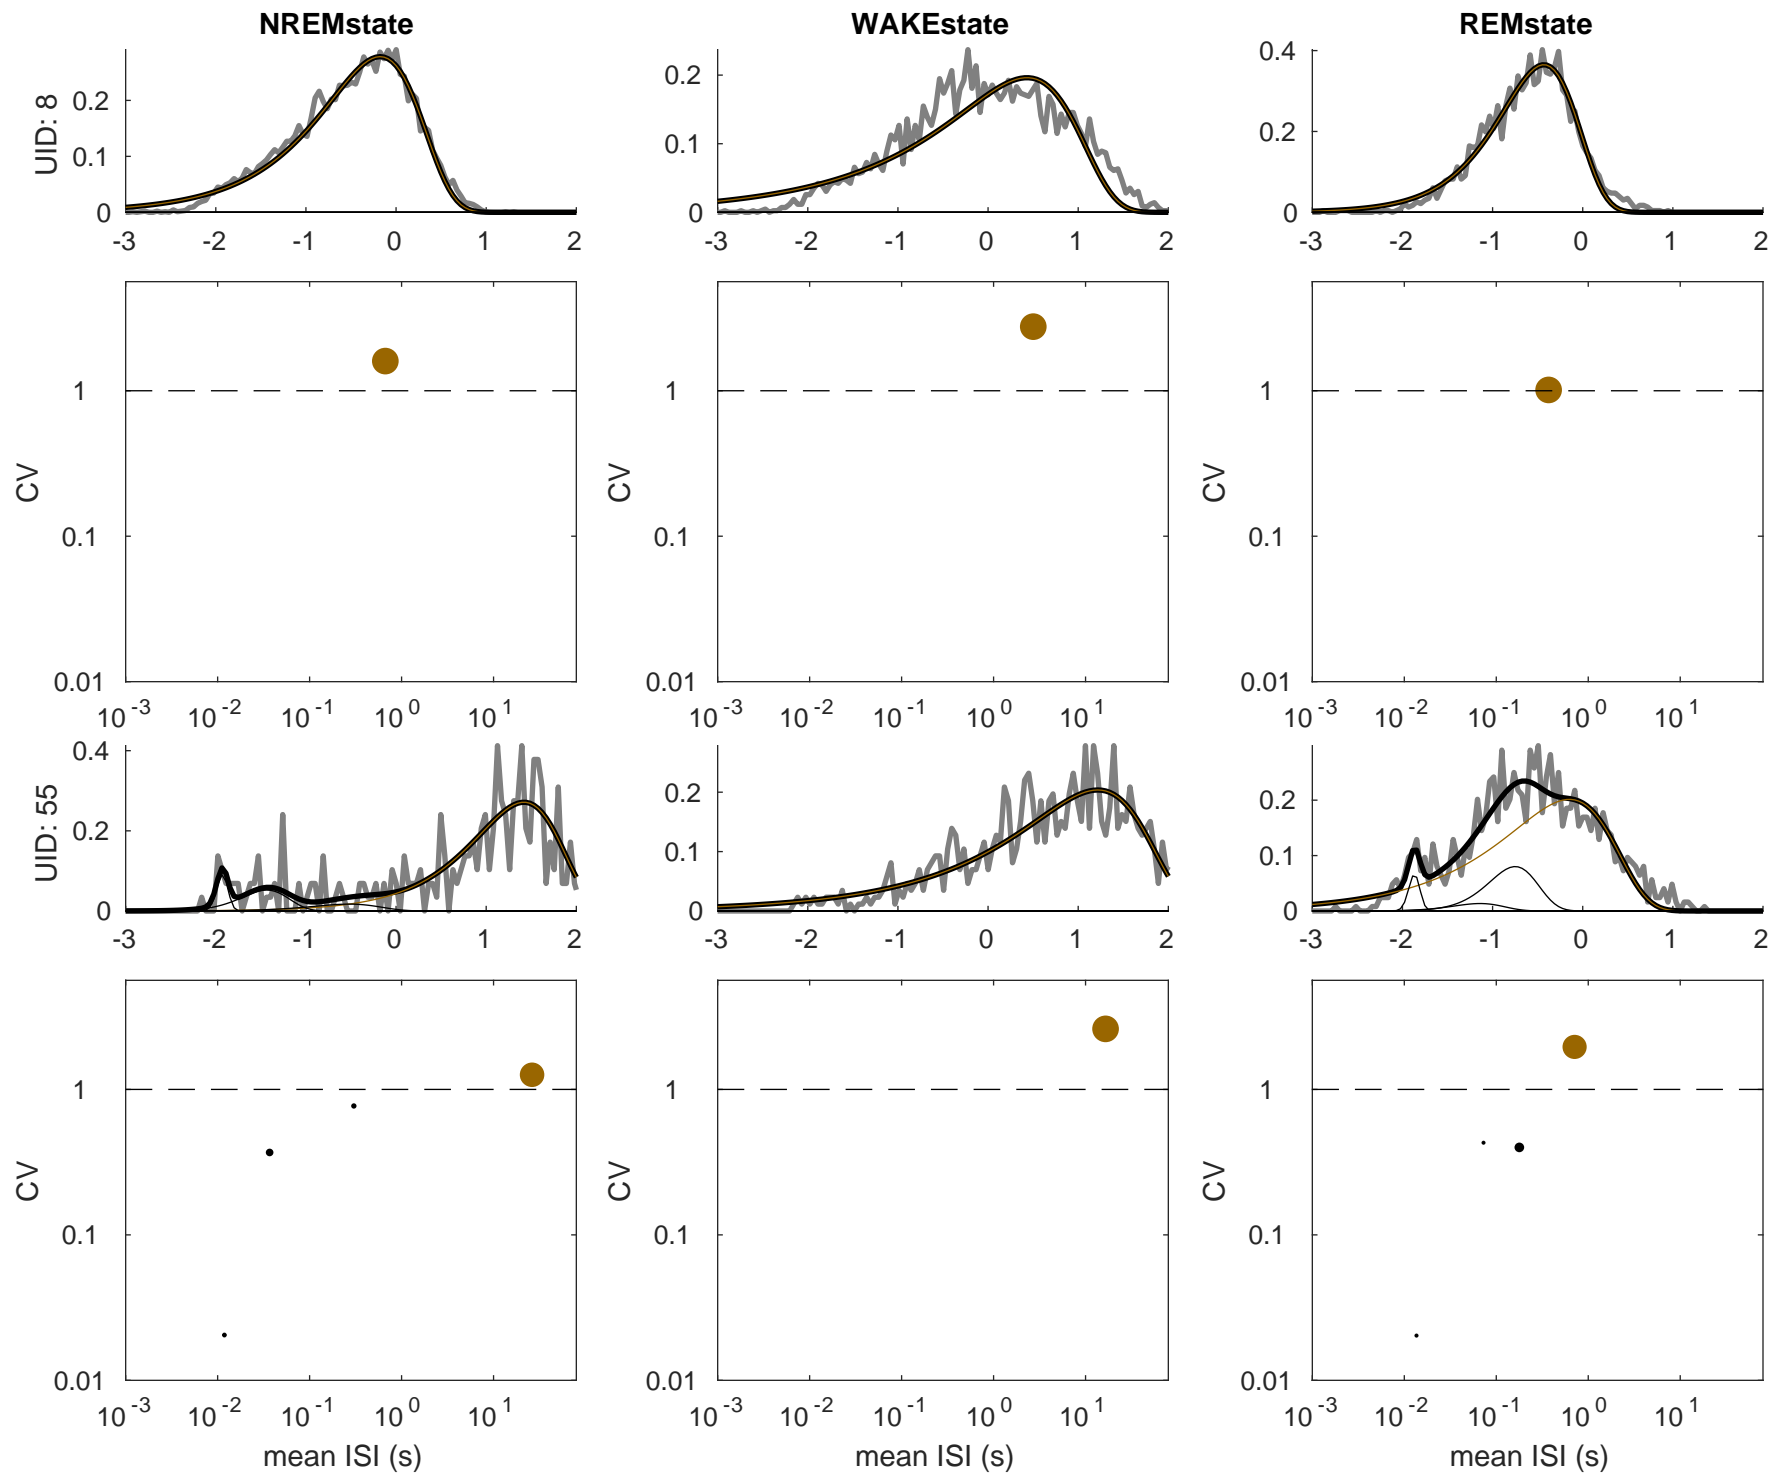 NREMstate WAKEstate REMstate
UID: 8
0.2 0.1 0
0.2 0.1 0
0.4 0.2 0
-3 -2 -1 0 1 2
-3 -2 -1 0 1 2
-3 -2 -1 0 1 2
CV 1 0.1 0.01
CV 1 0.1 0.01
CV 1 0.1 0.01
10^-3 10^-2 10^-1 10^0 10^1
10^-3 10^-2 10^-1 10^0 10^1
10^-3 10^-2 10^-1 10^0 10^1
UID: 55
0.4 0.2 0
0.2 0.1 0
0.2 0.1 0
-3 -2 -1 0 1 2
-3 -2 -1 0 1 2
-3 -2 -1 0 1 2
CV 1 0.1 0.01
CV 1 0.1 0.01
CV 1 0.1 0.01
10^-3 10^-2 10^-1 10^0 10^1
10^-3 10^-2 10^-1 10^0 10^1
10^-3 10^-2 10^-1 10^0 10^1
mean ISI (s) mean ISI (s) mean ISI (s)